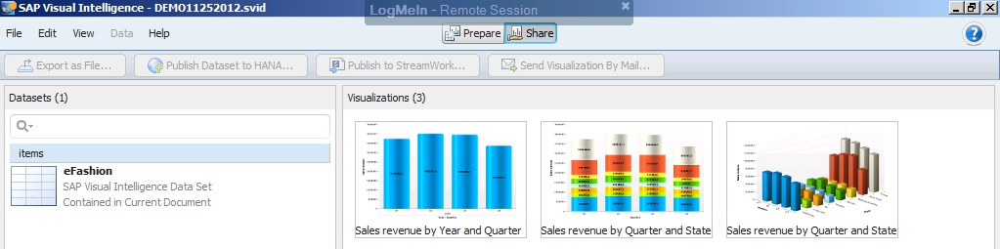 SAP Visual Intelligence - DEMO11252012.svid
LogMeIn - Remote Session
File Edit View Data Help
Prepare Share
Export as File... Publish Dataset to HANA... Publish to StreamWork... Send Visualization By Mail...
Datasets (1)
Visualizations (3)
items
eFashion
SAP Visual Intelligence Data Set
Contained in Current Document
Sales revenue by Year and Quarter
Sales revenue by Quarter and State
Sales revenue by Quarter and State